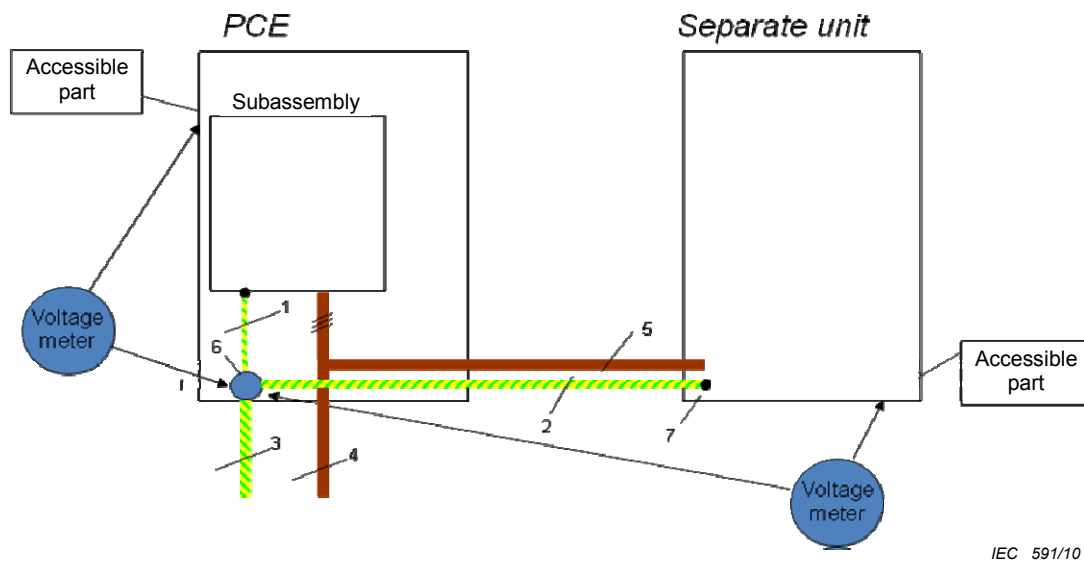 PCE
Separate unit
Accessible
part
Subassembly
1
Voltage
meter
6
5
Accessible
part
2
7
3
4
Voltage
meter
IEC 591/10